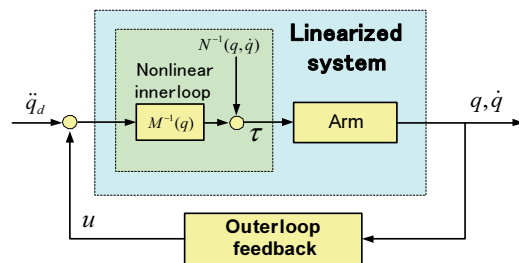 N⁻¹(q, q̇)
Linearized
system
Nonlinear
innerloop
q̈_d
M⁻¹(q)
τ
Arm
q, q̇
u
Outerloop
feedback